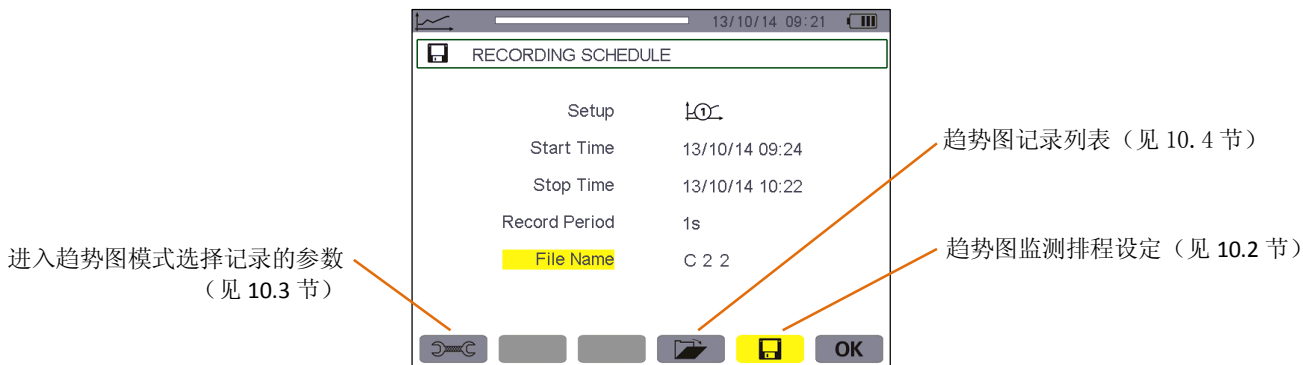 13/10/14 09:21
RECORDING SCHEDULE
Setup 1
Start Time 13/10/14 09:24
Stop Time 13/10/14 10:22
Record Period 1s
File Name C 2 2
OK
趋势图记录列表（见 10.4 节）
趋势图监测排程设定（见 10.2 节）
进入趋势图模式选择记录的参数
（见 10.3 节）